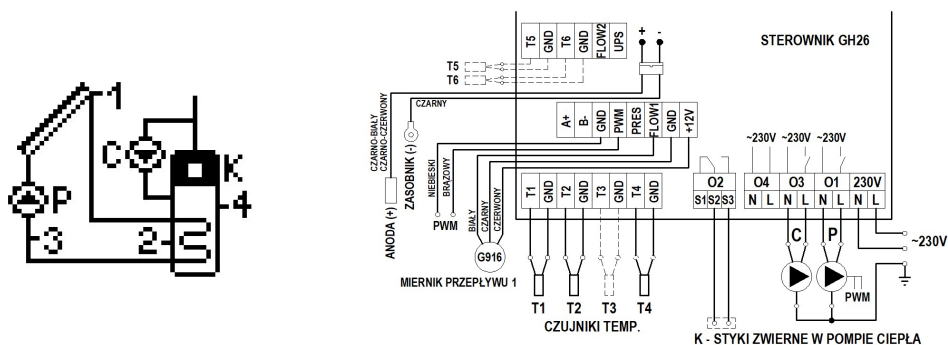 1
C
K
P
4
3
2
T5 GND T6 GND FLOW2 UPS
+ -
STEROWNIK GH26
T5
T6
CZARNO-BIAŁY
CZARNO-CZERWONY
CZARNY
ANODA (+)
ZASOBNIK (-)
A+ B- GND PWM PRES FLOW1 GND +12V
NIEBIESKI
BRĄZOWY
PWM
BIAŁY
CZARNY
CZERWONY
G916
MIERNIK PRZEPŁYWU 1
T1 GND T2 GND T3 GND T4 GND
T1 T2 T3 T4
CZUJNIKI TEMP.
~230V ~230V ~230V
O2 O4 O3 O1 230V
S1 S2 S3 N L N L N L N L
C P
~230V
PWM
K - STYKI ZWIERNE W POMPIE CIEPŁA